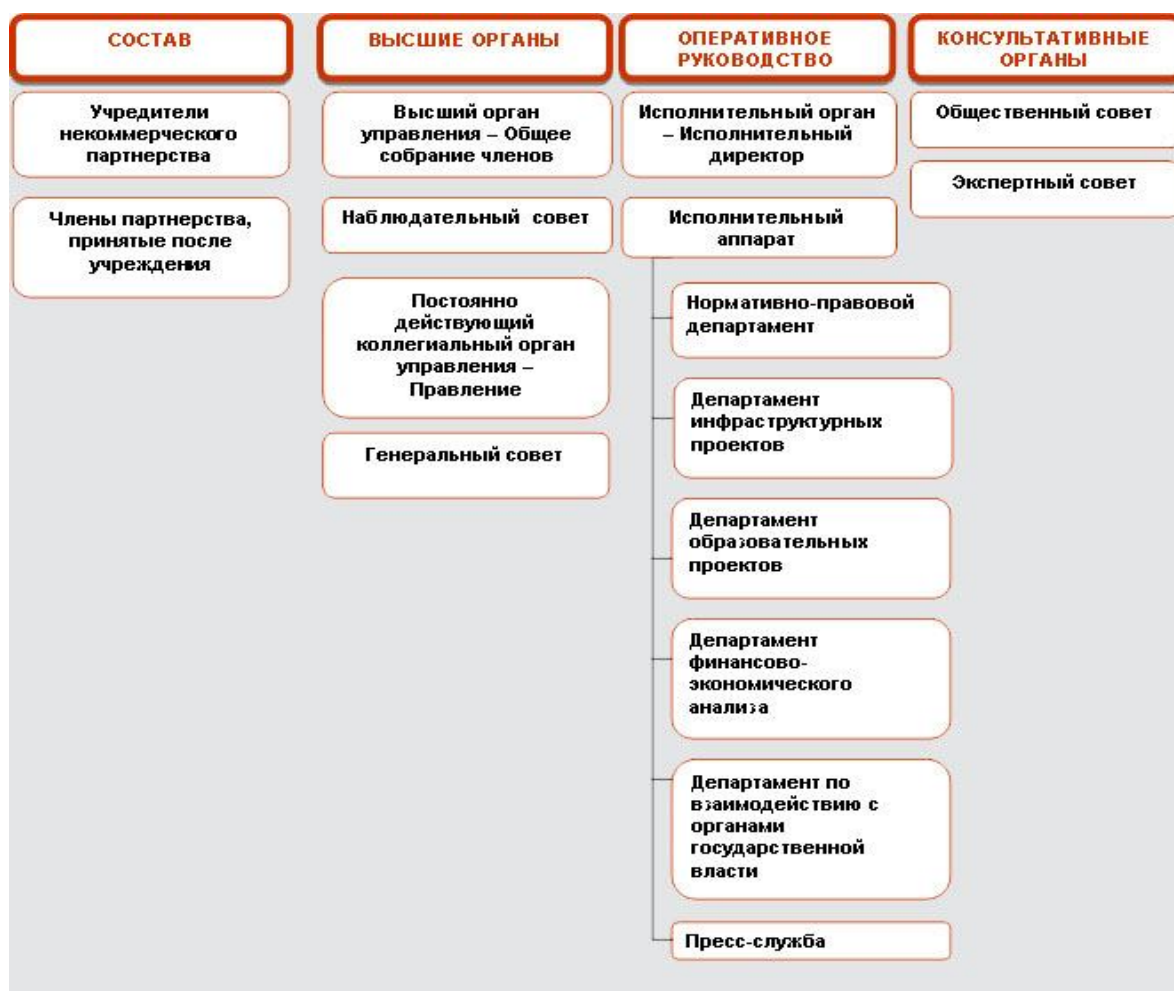 СОСТАВ
Учредители
некоммерческого
партнерства
Члены партнерства,
принятые после
учреждения
ВЫСШИЕ ОРГАНЫ
Высший орган
управления – Общее
собрание членов
Наблюдательный совет
Постоянно
действующий
коллегиальный орган
управления –
Правление
Генеральный совет
ОПЕРАТИВНОЕ
РУКОВОДСТВО
Исполнительный орган
– Исполнительный
директор
Исполнительный
аппарат
Нормативно-правовой
департамент
Департамент
инфраструктурных
проектов
Департамент
образовательных
проектов
Департамент
финансово-
экономического
анализа
Департамент по
взаимодействию с
органами
государственной
власти
Пресс-служба
КОНСУЛЬТАТИВНЫЕ
ОРГАНЫ
Общественный совет
Экспертный совет